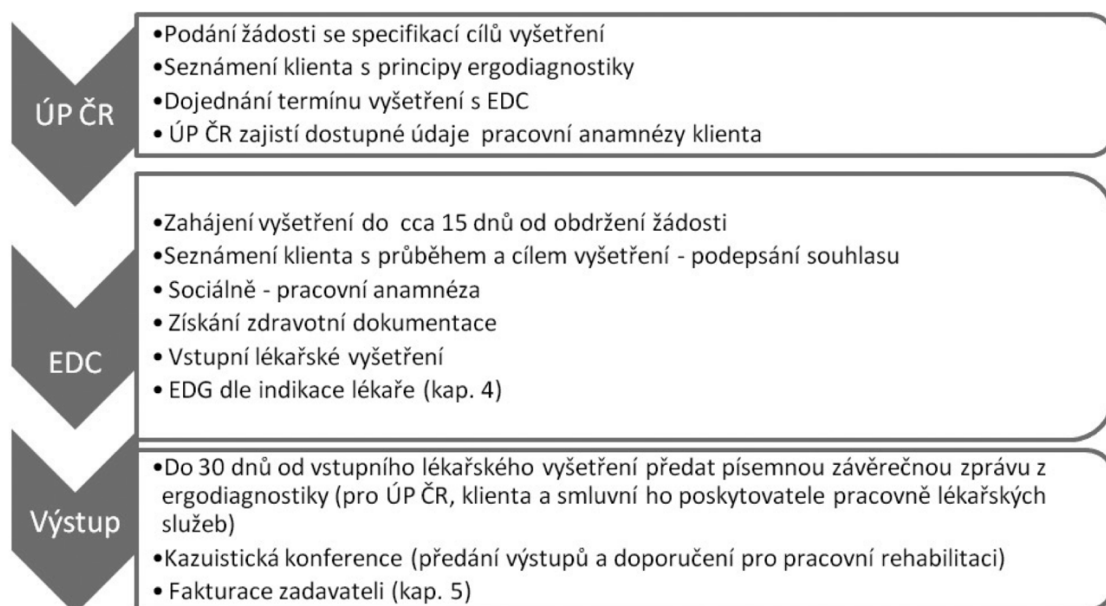 ÚP ČR
•Podání žádosti se specifikací cílů vyšetření
•Seznámení klienta s principy ergodiagnostiky
•Dojednání termínu vyšetření s EDC
• ÚP ČR zajistí dostupné údaje pracovní anamnézy klienta
EDC
•Zahájení vyšetření do cca 15 dnů od obdržení žádosti
•Seznámení klienta s průběhem a cílem vyšetření - podepsání souhlasu
• Sociálně - pracovní anamnéza
• Získání zdravotní dokumentace
• Vstupní lékařské vyšetření
• EDG dle indikace lékaře (kap. 4)
Výstup
•Do 30 dnů od vstupního lékařského vyšetření předat písemnou závěrečnou zprávu z
ergodiagnostiky (pro ÚP ČR, klienta a smluvní ho poskytovatele pracovně lékařských
služeb)
•Kazuistická konference (předání výstupů a doporučení pro pracovní rehabilitaci)
• Fakturace zadavateli (kap. 5)